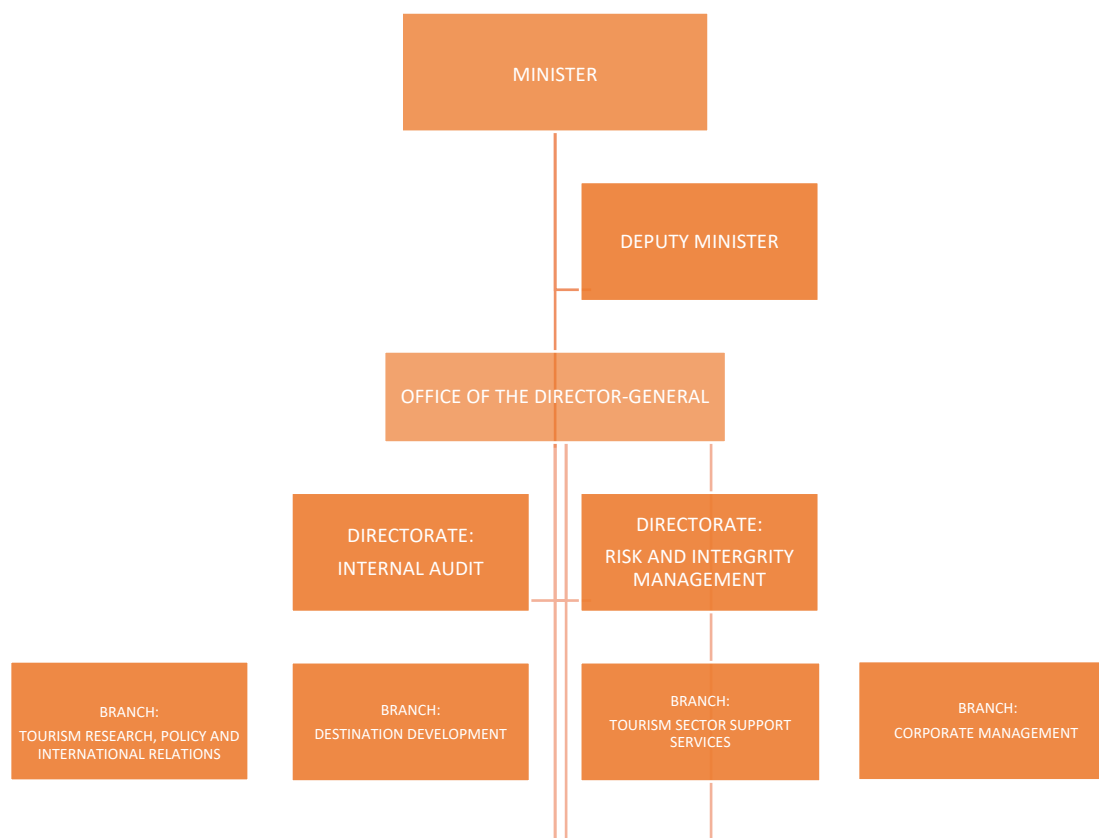 MINISTER
DEPUTY MINISTER
OFFICE OF THE DIRECTOR-GENERAL
DIRECTORATE:
INTERNAL AUDIT
DIRECTORATE:
RISK AND INTERGRITY
MANAGEMENT
BRANCH:
TOURISM RESEARCH, POLICY AND
INTERNATIONAL RELATIONS
BRANCH:
DESTINATION DEVELOPMENT
BRANCH:
TOURISM SECTOR SUPPORT
SERVICES
BRANCH:
CORPORATE MANAGEMENT